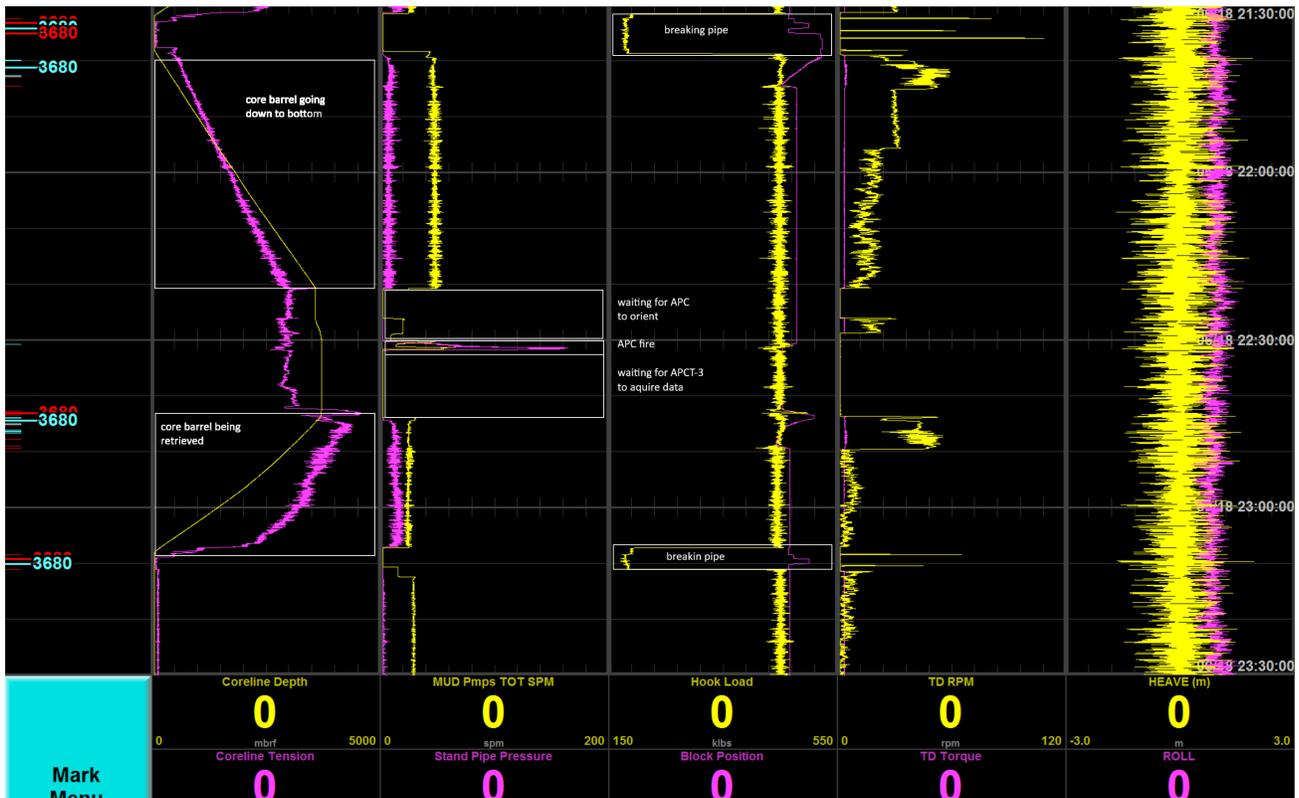 3680
3680
3680
3680
3680
3680
3680
3680
breaking pipe
core barrel going
down to bottom
waiting for APC
to orient
APC fire
waiting for APCT-3
to aquire data
core barrel being
retrieved
breakin pipe
18 21:30:00
18 22:00:00
18 22:30:00
18 23:00:00
18 23:30:00
Coreline Depth
0
0 mbrf 5000
Coreline Tension
0
MUD Pmps TOT SPM
0
0 spm 200
Stand Pipe Pressure
0
Hook Load
0
150 klbs 550
Block Position
0
TD RPM
0
0 rpm 120
TD Torque
0
HEAVE (m)
0
-3.0 m 3.0
ROLL
0
Mark
Menu